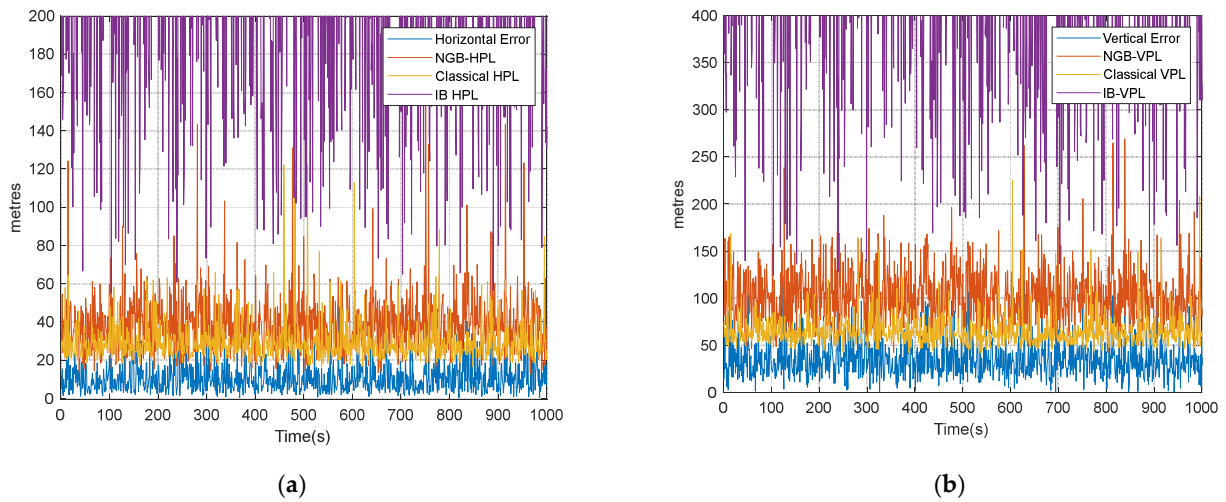 200
180
160
140
120
100
80
60
40
20
0
metres
0 100 200 300 400 500 600 700 800 900 1000
Time(s)
Horizontal Error
NGB-HPL
Classical HPL
IB HPL
(a)
400
350
300
250
200
150
100
50
0
metres
0 100 200 300 400 500 600 700 800 900 1000
Time(s)
Vertical Error
NGB-VPL
Classical VPL
IB-VPL
(b)